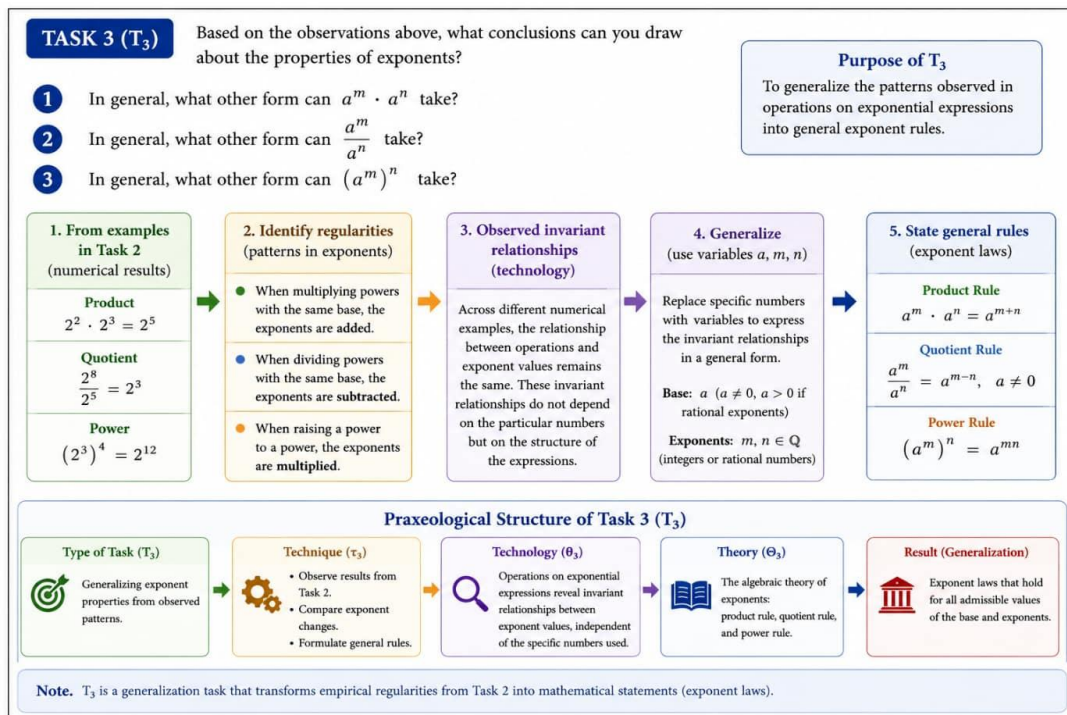 TASK 3 (T₃)
Based on the observations above, what conclusions can you draw
about the properties of exponents?
1 In general, what other form can a^m · a^n take?
2 In general, what other form can a^m / a^n take?
3 In general, what other form can (a^m)^n take?
Purpose of T₃
To generalize the patterns observed in
operations on exponential expressions
into general exponent rules.
1. From examples
in Task 2
(numerical results)
Product
2² · 2³ = 2⁵
Quotient
2⁸ / 2⁵ = 2³
Power
(2³)⁴ = 2¹²
2. Identify regularities
(patterns in exponents)
● When multiplying powers
with the same base, the
exponents are added.
● When dividing powers
with the same base, the
exponents are subtracted.
● When raising a power
to a power, the exponents
are multiplied.
3. Observed invariant
relationships
(technology)
Across different numerical
examples, the relationship
between operations and
exponent values remains
the same. These invariant
relationships do not depend
on the particular numbers
but on the structure of
the expressions.
4. Generalize
(use variables a, m, n)
Replace specific numbers
with variables to express
the invariant relationships
in a general form.
Base: a (a ≠ 0, a > 0 if
rational exponents)
Exponents: m, n ∈ ℚ
(integers or rational numbers)
5. State general rules
(exponent laws)
Product Rule
a^m · a^n = a^{m+n}
Quotient Rule
a^m / a^n = a^{m−n}, a ≠ 0
Power Rule
(a^m)^n = a^{mn}
Praxeological Structure of Task 3 (T₃)
Type of Task (T₃)
Generalizing exponent
properties from observed
patterns.
Technique (τ₃)
• Observe results from
Task 2.
• Compare exponent
changes.
• Formulate general rules.
Technology (θ₃)
Operations on exponential
expressions reveal invariant
relationships between
exponent values, independent
of the specific numbers used.
Theory (Θ₃)
The algebraic theory of
exponents:
product rule, quotient rule,
and power rule.
Result (Generalization)
Exponent laws that hold
for all admissible values
of the base and exponents.
Note. T₃ is a generalization task that transforms empirical regularities from Task 2 into mathematical statements (exponent laws).